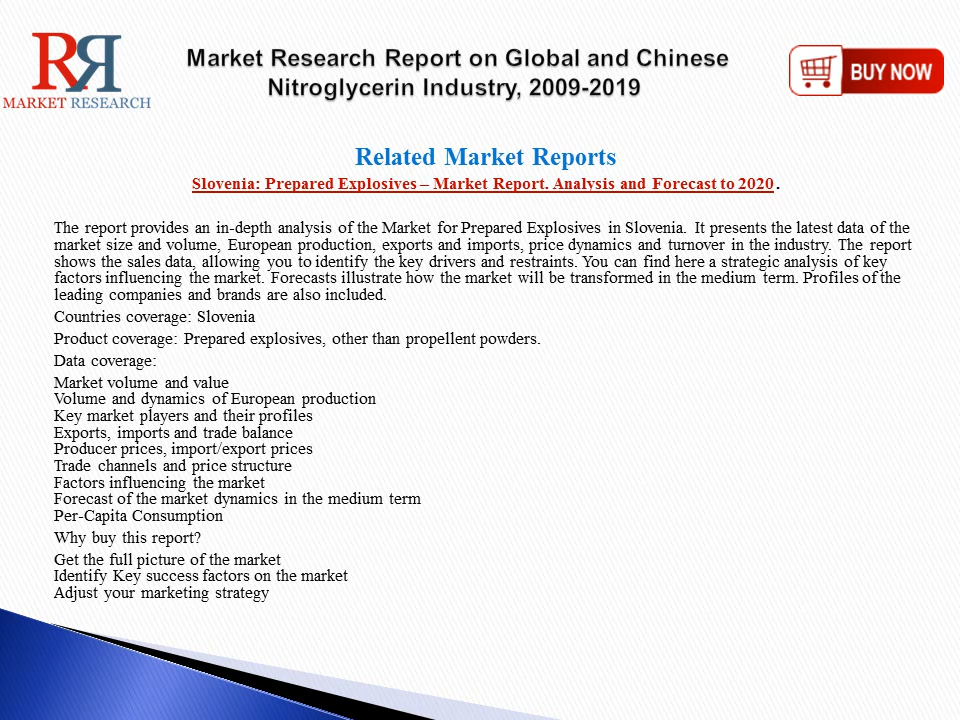 RR
MARKET RESEARCH
Market Research Report on Global and Chinese
Nitroglycerin Industry, 2009-2019
BUY NOW
Related Market Reports
Slovenia: Prepared Explosives – Market Report. Analysis and Forecast to 2020 .
The report provides an in-depth analysis of the Market for Prepared Explosives in Slovenia. It presents the latest data of the
market size and volume, European production, exports and imports, price dynamics and turnover in the industry. The report
shows the sales data, allowing you to identify the key drivers and restraints. You can find here a strategic analysis of key
factors influencing the market. Forecasts illustrate how the market will be transformed in the medium term. Profiles of the
leading companies and brands are also included.
Countries coverage: Slovenia
Product coverage: Prepared explosives, other than propellent powders.
Data coverage:
Market volume and value
Volume and dynamics of European production
Key market players and their profiles
Exports, imports and trade balance
Producer prices, import/export prices
Trade channels and price structure
Factors influencing the market
Forecast of the market dynamics in the medium term
Per-Capita Consumption
Why buy this report?
Get the full picture of the market
Identify Key success factors on the market
Adjust your marketing strategy